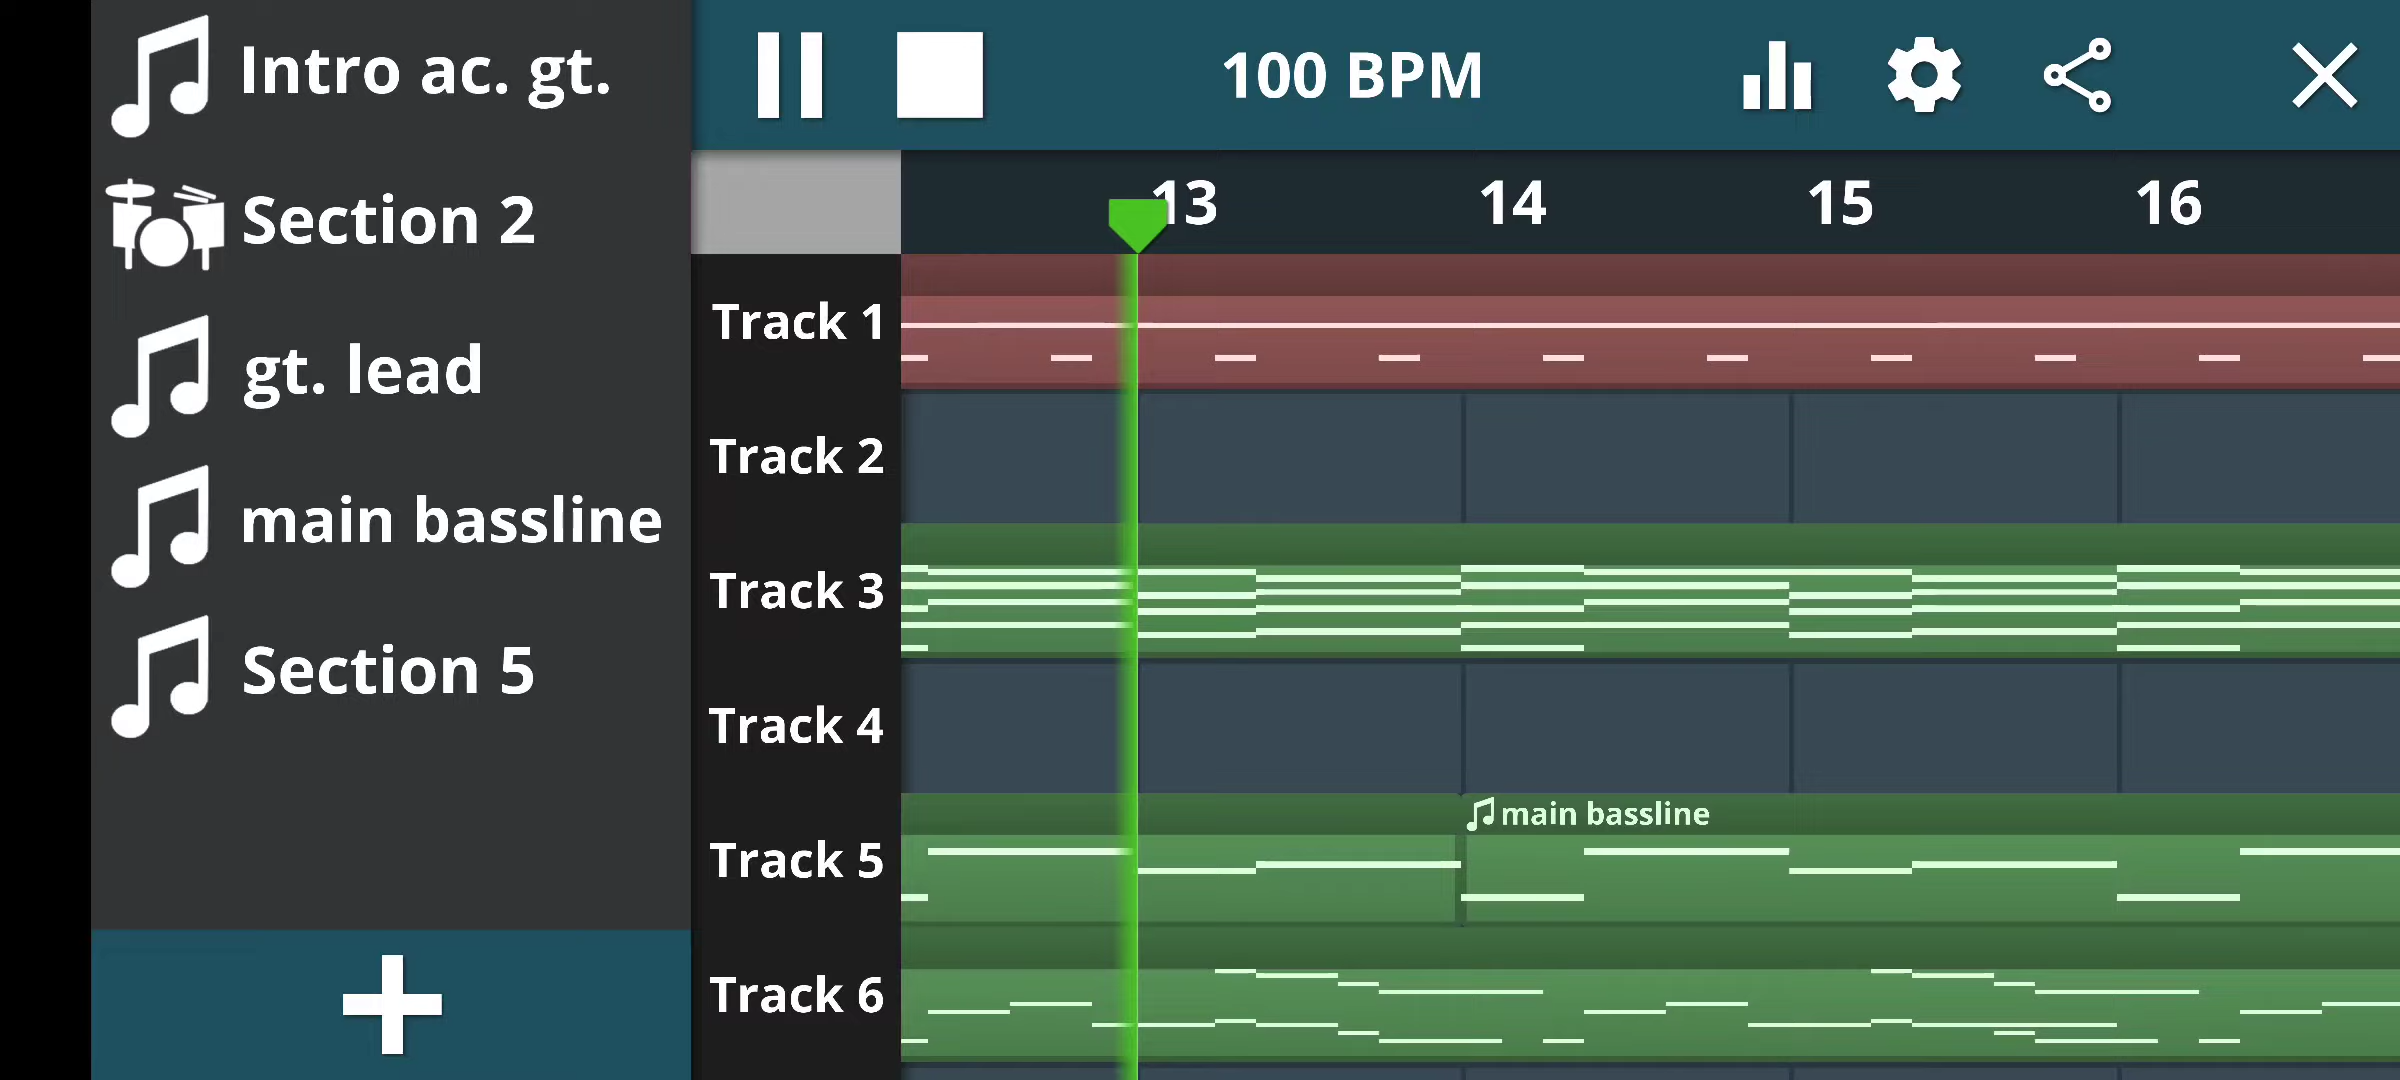 Intro ac. gt.
Section 2
gt. lead
main bassline
Section 5
100 BPM
13 14 15 16
Track 1
Track 2
Track 3
Track 4
main bassline
Track 5
Track 6